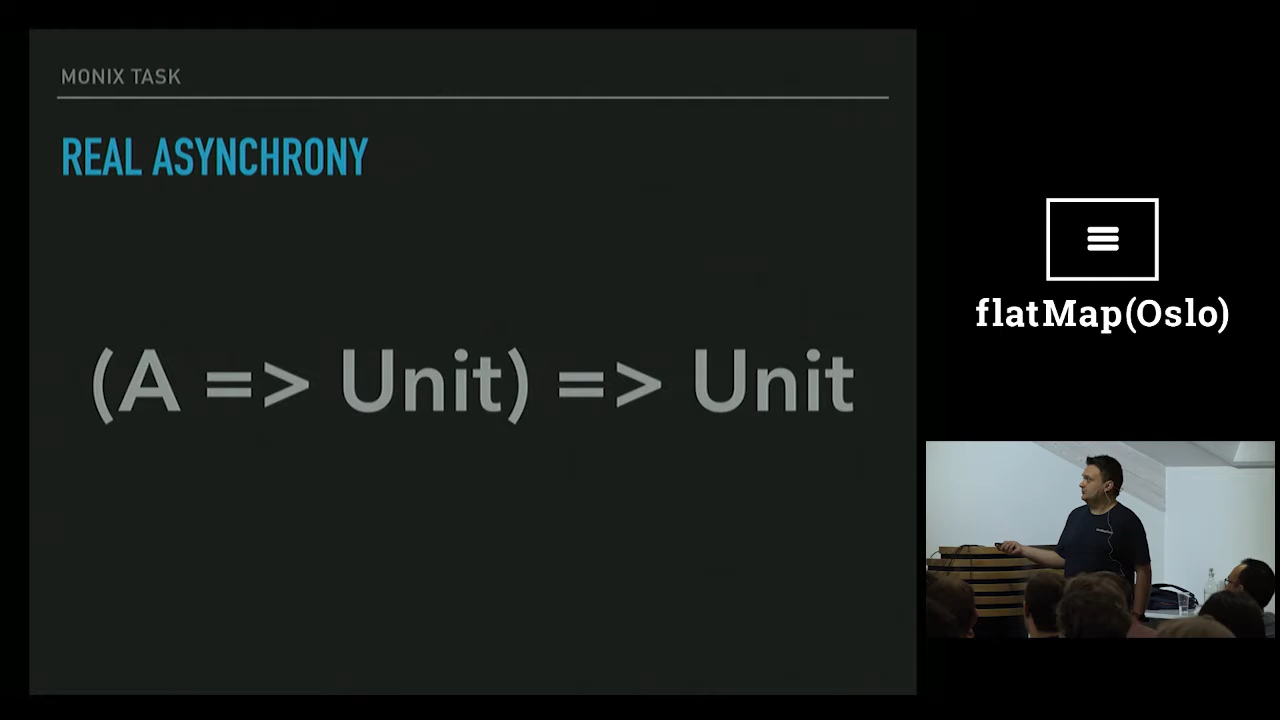 MONIX TASK
REAL ASYNCHRONY
(A => Unit) => Unit
flatMap(Oslo)